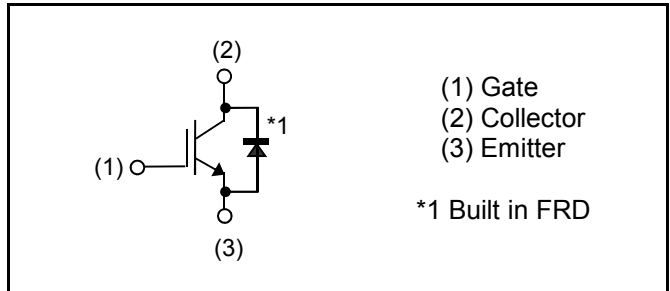 (2)
*1
(1)
(3)
(1) Gate
(2) Collector
(3) Emitter
*1 Built in FRD